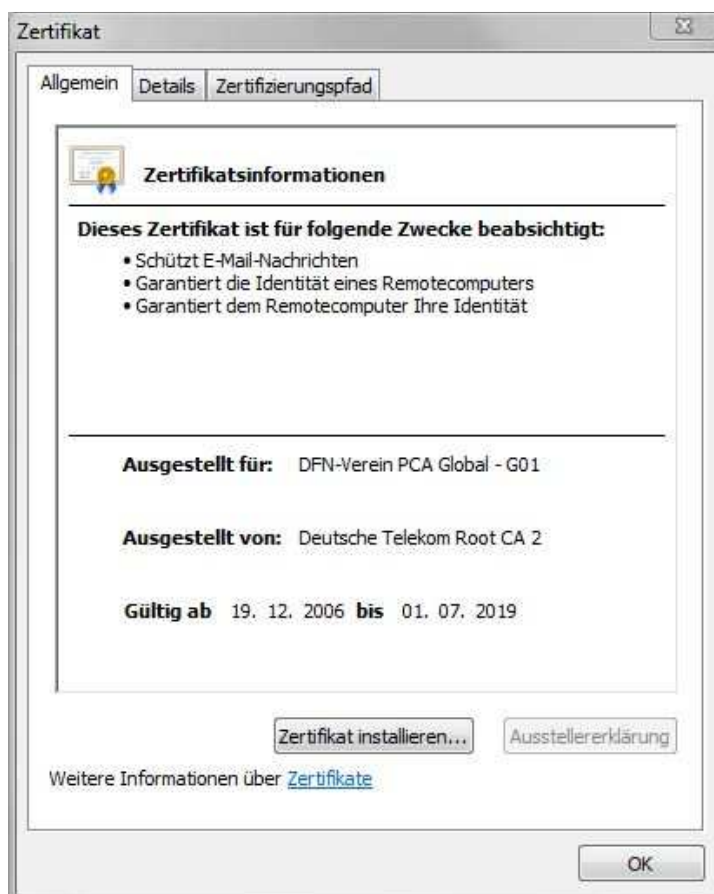 Zertifikat
Allgemein Details Zertifizierungspfad
Zertifikatsinformationen
Dieses Zertifikat ist für folgende Zwecke beabsichtigt:
• Schützt E-Mail-Nachrichten
• Garantiert die Identität eines Remotecomputers
• Garantiert dem Remotecomputer Ihre Identität
Ausgestellt für: DFN-Verein PCA Global - G01
Ausgestellt von: Deutsche Telekom Root CA 2
Gültig ab 19. 12. 2006 bis 01. 07. 2019
Zertifikat installieren... Ausstellererklärung
Weitere Informationen über Zertifikate
OK